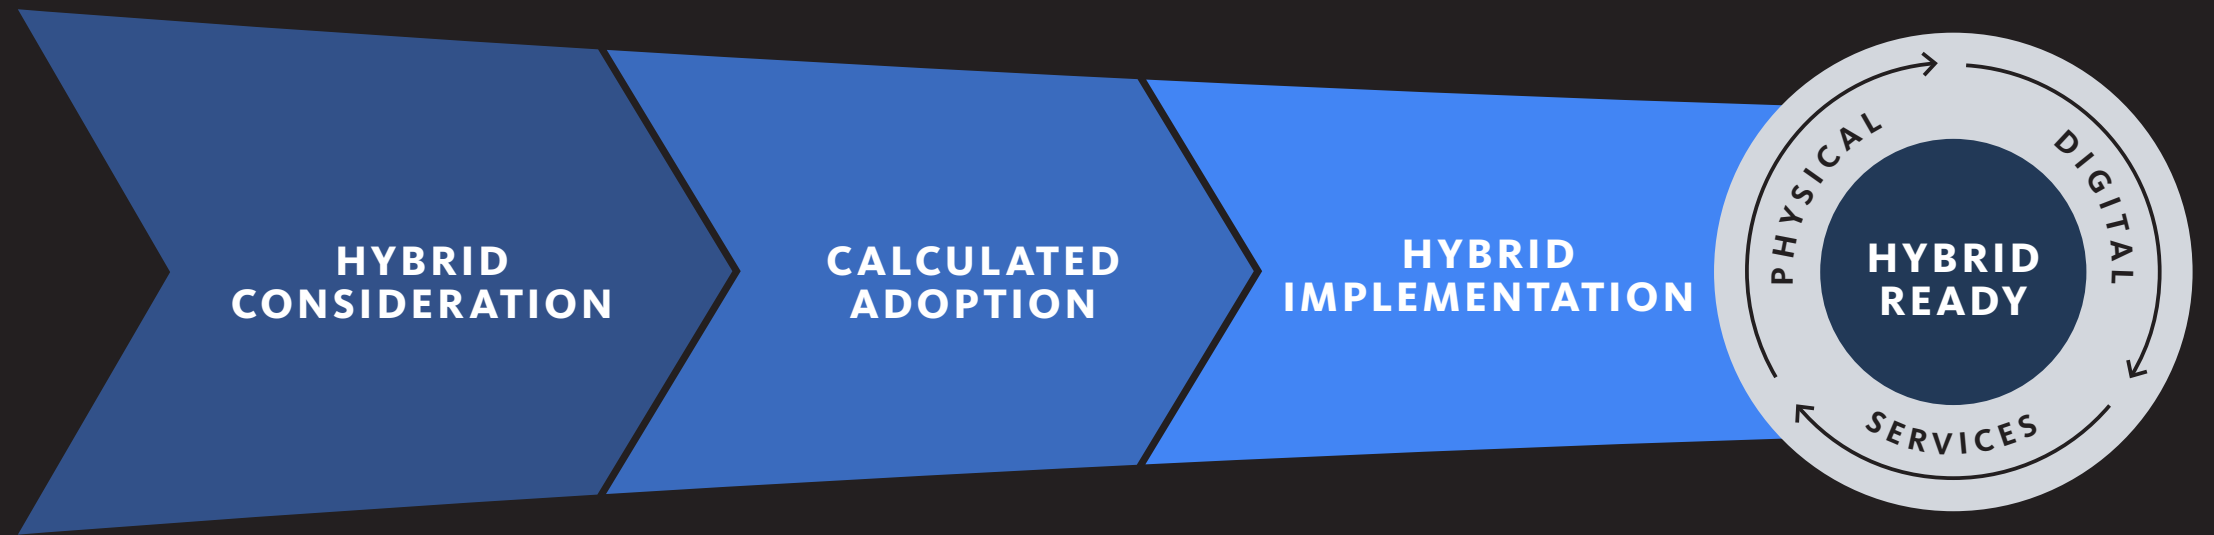 HYBRID
CONSIDERATION
CALCULATED
ADOPTION
HYBRID
IMPLEMENTATION
PHYSICAL
DIGITAL
SERVICES
HYBRID
READY